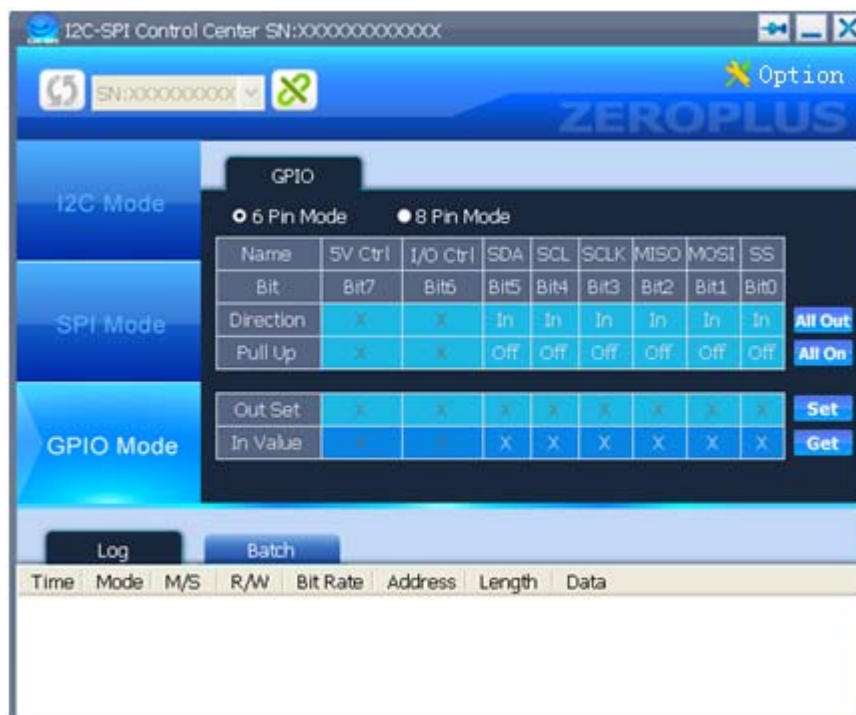 I2C-SPI Control Center SN:XXXXXXXXXXXX
Option
SN:XXXXXXXXX
ZEROPLUS
GPIO
I2C Mode
6 Pin Mode 8 Pin Mode
Name 5V Ctrl I/O Ctrl SDA SCL SCLK MISO MOSI SS
Bit Bit7 Bit6 Bit5 Bit4 Bit3 Bit2 Bit1 Bit0
SPI Mode
Direction X X In In In In In In All Out
Pull Up X X Off Off Off Off Off Off All On
Out Set X X X X X X X X Set
GPIO Mode
In Value X X X X X X X X Get
Log Batch
Time Mode M/S R/W Bit Rate Address Length Data